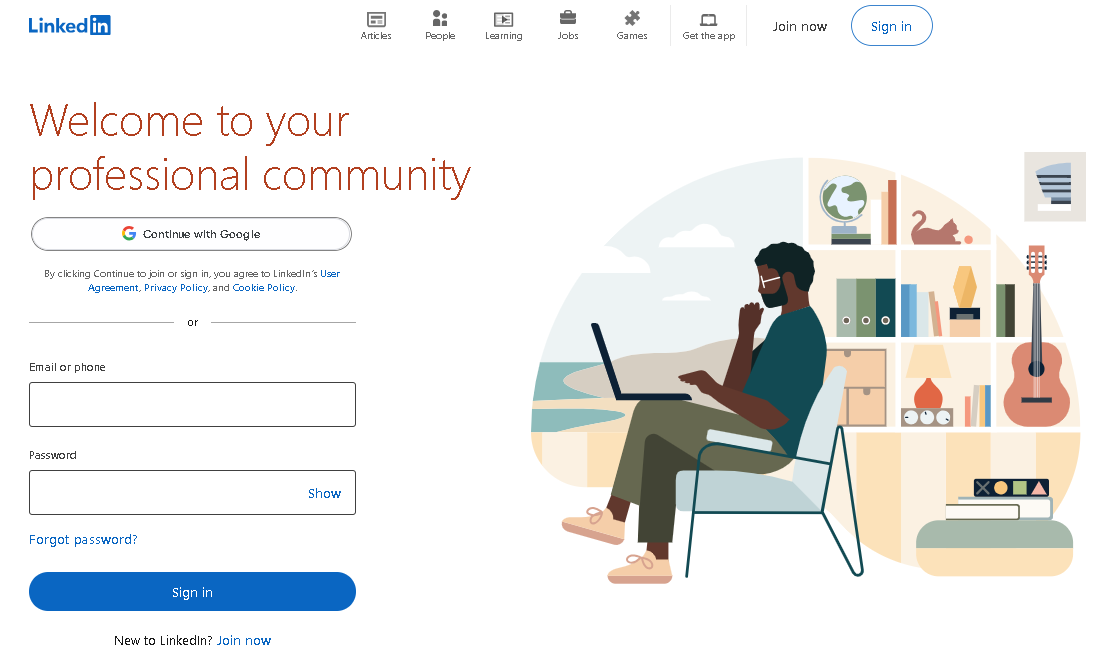 Linkedin
Articles
People
Learning
Jobs
Games
Get the app
Join now
Sign in
Welcome to your
professional community
Continue with Google
By clicking Continue to join or sign in, you agree to LinkedIn's User
Agreement, Privacy Policy, and Cookie Policy.
or
Email or phone
Password
Show
Forgot password?
Sign in
New to LinkedIn? Join now